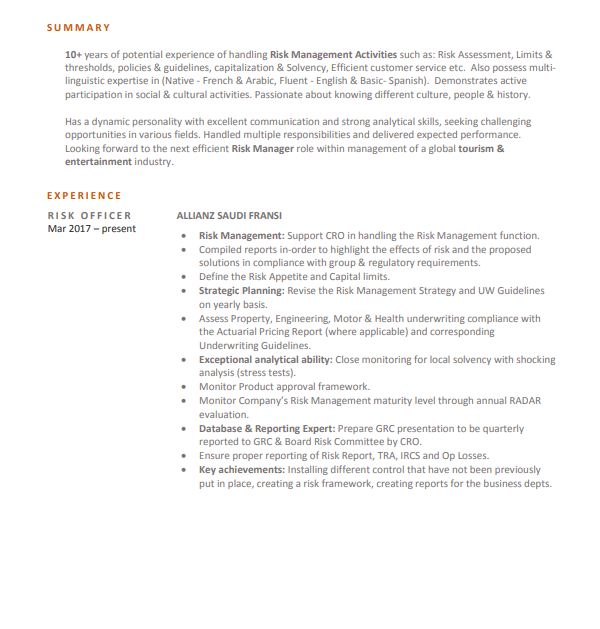 SUMMARY
10+ years of potential experience of handling Risk Management Activities such as: Risk Assessment, Limits &
thresholds, policies & guidelines, capitalization & Solvency, Efficient customer service etc.  Also possess multi-
linguistic expertise in (Native - French & Arabic, Fluent - English & Basic- Spanish).  Demonstrates active
participation in social & cultural activities. Passionate about knowing different culture, people & history.
Has a dynamic personality with excellent communication and strong analytical skills, seeking challenging
opportunities in various fields. Handled multiple responsibilities and delivered expected performance.
Looking forward to the next efficient Risk Manager role within management of a global tourism &
entertainment industry.
EXPERIENCE
RISK OFFICER
Mar 2017 – present
ALLIANZ SAUDI FRANSI
• Risk Management: Support CRO in handling the Risk Management function.
• Compiled reports in-order to highlight the effects of risk and the proposed
solutions in compliance with group & regulatory requirements.
• Define the Risk Appetite and Capital limits.
• Strategic Planning: Revise the Risk Management Strategy and UW Guidelines
on yearly basis.
• Assess Property, Engineering, Motor & Health underwriting compliance with
the Actuarial Pricing Report (where applicable) and corresponding
Underwriting Guidelines.
• Exceptional analytical ability: Close monitoring for local solvency with shocking
analysis (stress tests).
• Monitor Product approval framework.
• Monitor Company's Risk Management maturity level through annual RADAR
evaluation.
• Database & Reporting Expert: Prepare GRC presentation to be quarterly
reported to GRC & Board Risk Committee by CRO.
• Ensure proper reporting of Risk Report, TRA, IRCS and Op Losses.
• Key achievements: Installing different control that have not been previously
put in place, creating a risk framework, creating reports for the business depts.